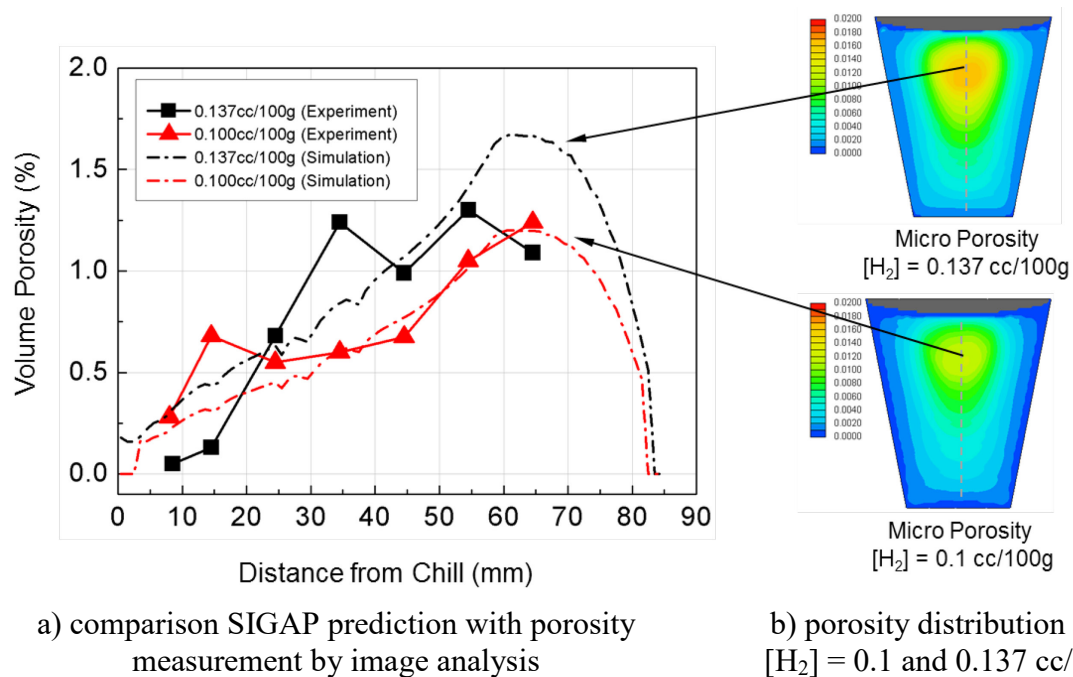 2.0
1.5
1.0
0.5
0.0
Volume Porosity (%)
0.137cc/100g (Experiment)
0.100cc/100g (Experiment)
0.137cc/100g (Simulation)
0.100cc/100g (Simulation)
0 10 20 30 40 50 60 70 80 90
Distance from Chill (mm)
a) comparison SIGAP prediction with porosity
measurement by image analysis
0.0200
0.0180
0.0160
0.0140
0.0120
0.0100
0.0080
0.0060
0.0040
0.0020
0.0000
Micro Porosity
[H₂] = 0.137 cc/100g
0.0200
0.0180
0.0160
0.0140
0.0120
0.0100
0.0080
0.0060
0.0040
0.0020
0.0000
Micro Porosity
[H₂] = 0.1 cc/100g
b) porosity distribution
[H₂] = 0.1 and 0.137 cc/